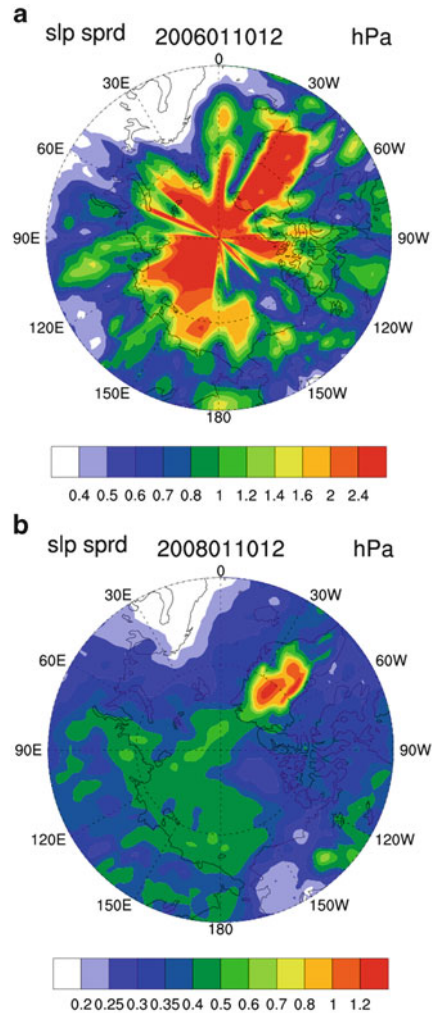 a
slp sprd 2006011012 hPa
0
30E 30W
60E 60W
90E 90W
120E 120W
150E 150W
180
0.4 0.5 0.6 0.7 0.8 1 1.2 1.4 1.6 2 2.4
b
slp sprd 2008011012 hPa
0
30E 30W
60E 60W
90E 90W
120E 120W
150E 150W
180
0.2 0.25 0.3 0.35 0.4 0.5 0.6 0.7 0.8 1 1.2